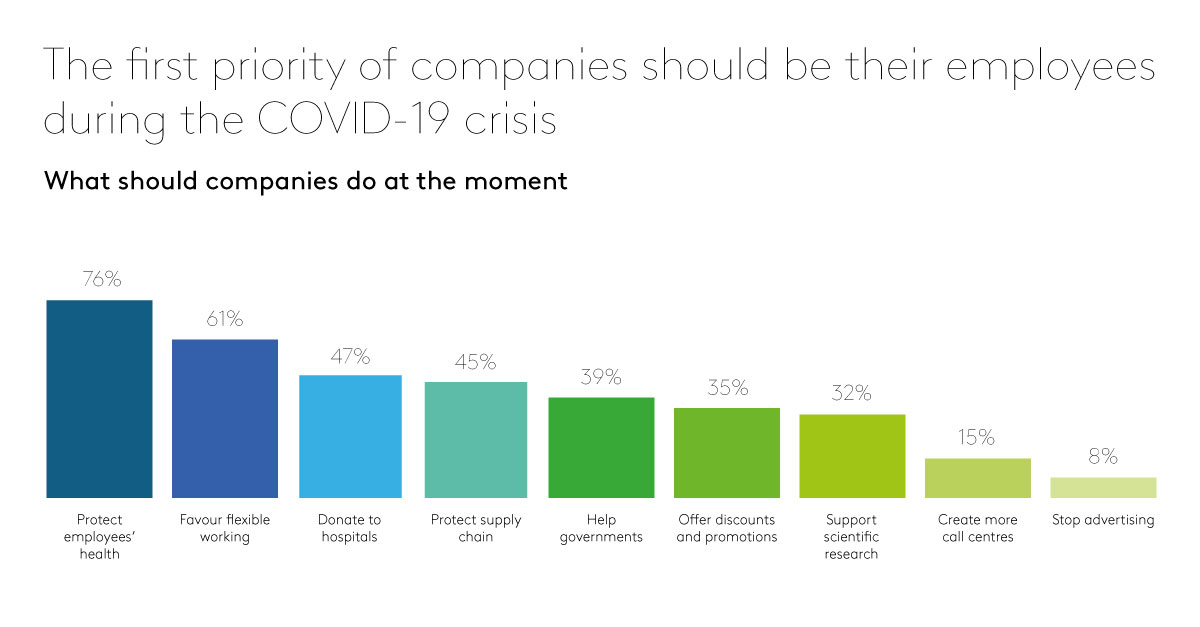 The first priority of companies should be their employees
during the COVID-19 crisis
What should companies do at the moment
76%
61%
47%
45%
39%
35%
32%
15%
8%
Protect
employees’
health
Favour flexible
working
Donate to
hospitals
Protect supply
chain
Help
governments
Offer discounts
and promotions
Support
scientific
research
Create more
call centres
Stop advertising